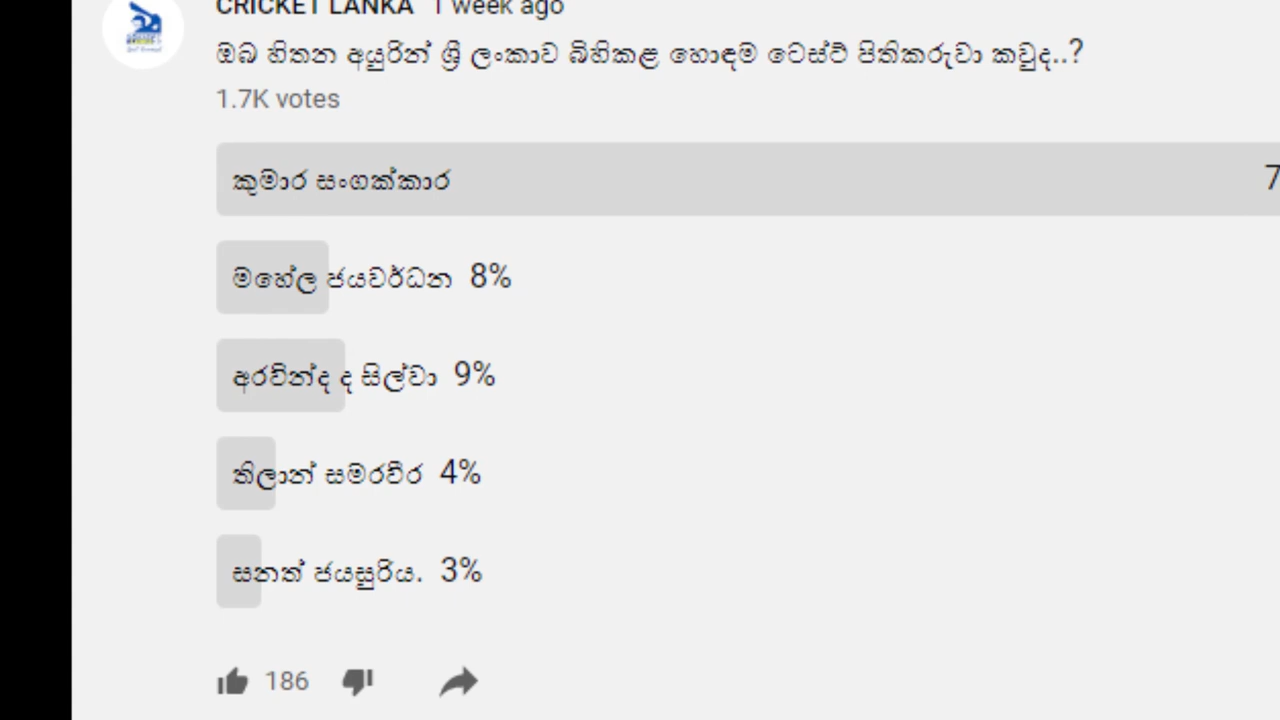 CRICKET LANKA 1 week ago
ඔබ හිතන අයුරින් ශ්‍රී ලංකාව බිහිකළ හොඳම ටෙස්ට් පිතිකරුවා කවුද..?
1.7K votes
කුමාර සංගක්කාර 7
මහේල ජයවර්ධන 8%
අරවින්ද ද සිල්වා 9%
තිලාන් සමරවීර 4%
සනත් ජයසූරිය. 3%
186